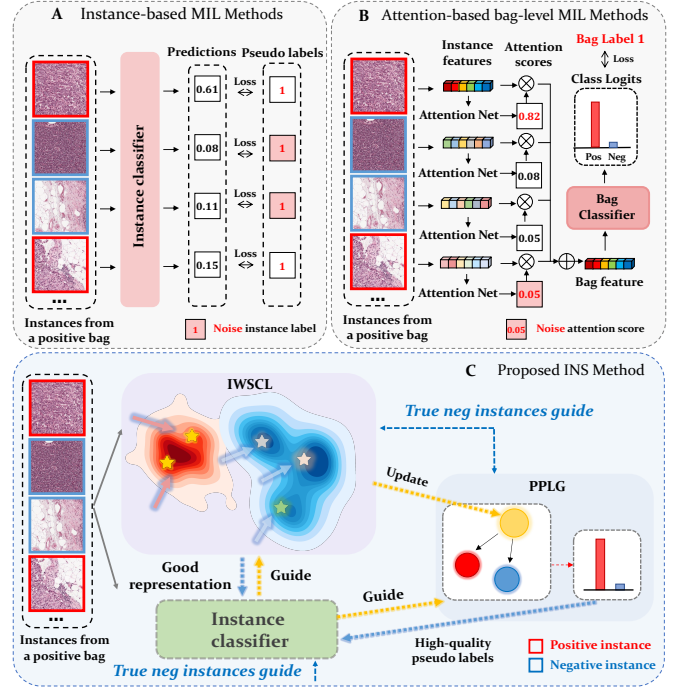 A Instance-based MIL Methods
Predictions Pseudo labels
0.61
Loss
1
0.08
Loss
1
0.11
Loss
1
0.15
Loss
1
Instance classifier
...
Instances from
a positive bag
1 Noise instance label
B Attention-based bag-level MIL Methods
Instance
features
Attention
scores
Bag Label 1
Loss
Class Logits
Pos Neg
Attention Net
0.82
Attention Net
0.08
Attention Net
0.05
Attention Net
0.05
Bag
Classifier
Bag feature
...
Instances from
a positive bag
0.05 Noise attention score
C Proposed INS Method
IWSCL
True neg instances guide
Update
PPLG
Good
representation
Guide
Guide
Instance
classifier
High-quality
pseudo labels
...
Instances from
a positive bag
True neg instances guide
Positive instance
Negative instance